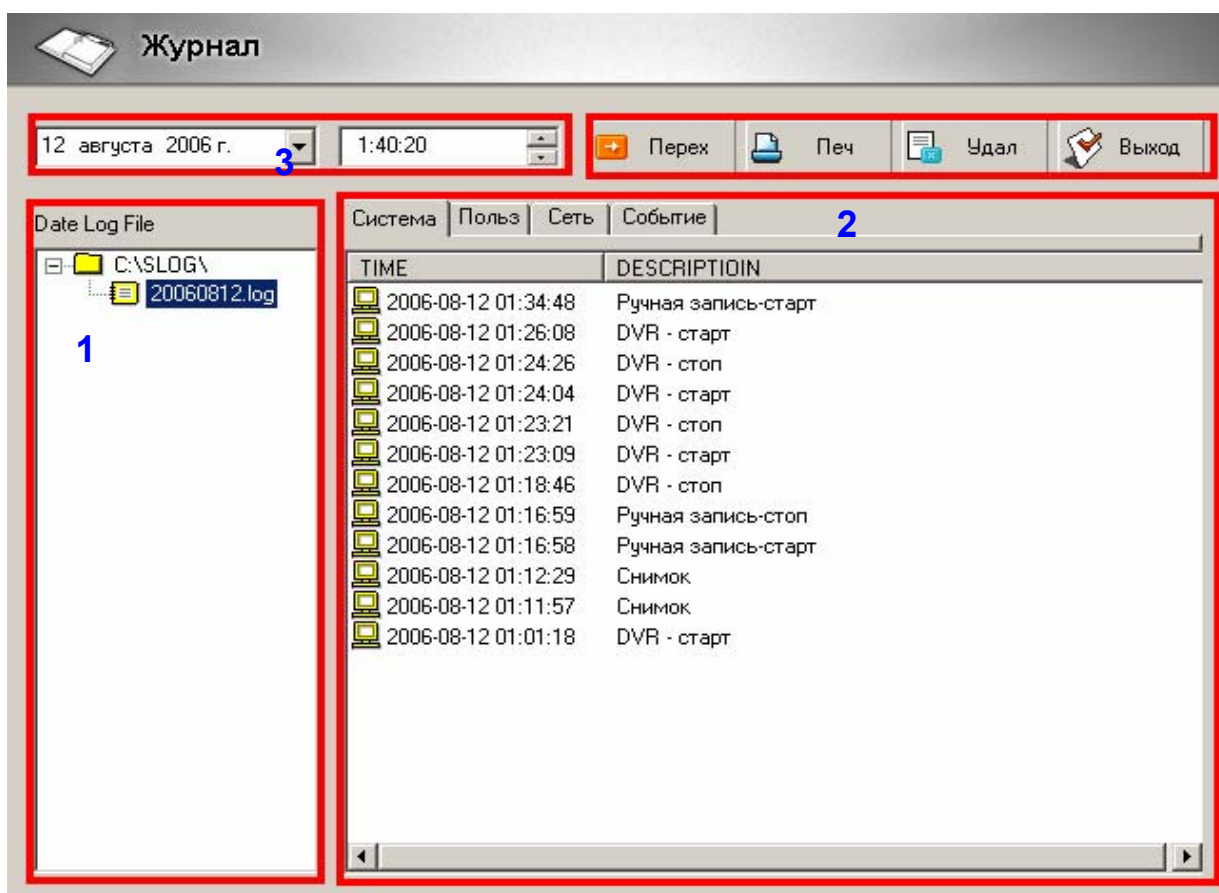 Журнал
12 августа 2006 г. 3 1:40:20 Перех Печ Удал Выход
Date Log File
C:\SLOG\
20060812.log
1
Система Польз Сеть Событие 2
TIME DESCRIPTIOIN
2006-08-12 01:34:48 Ручная запись-старт
2006-08-12 01:26:08 DVR - старт
2006-08-12 01:24:26 DVR - стоп
2006-08-12 01:24:04 DVR - старт
2006-08-12 01:23:21 DVR - стоп
2006-08-12 01:23:09 DVR - старт
2006-08-12 01:18:46 DVR - стоп
2006-08-12 01:16:59 Ручная запись-стоп
2006-08-12 01:16:58 Ручная запись-старт
2006-08-12 01:12:29 Снимок
2006-08-12 01:11:57 Снимок
2006-08-12 01:01:18 DVR - старт